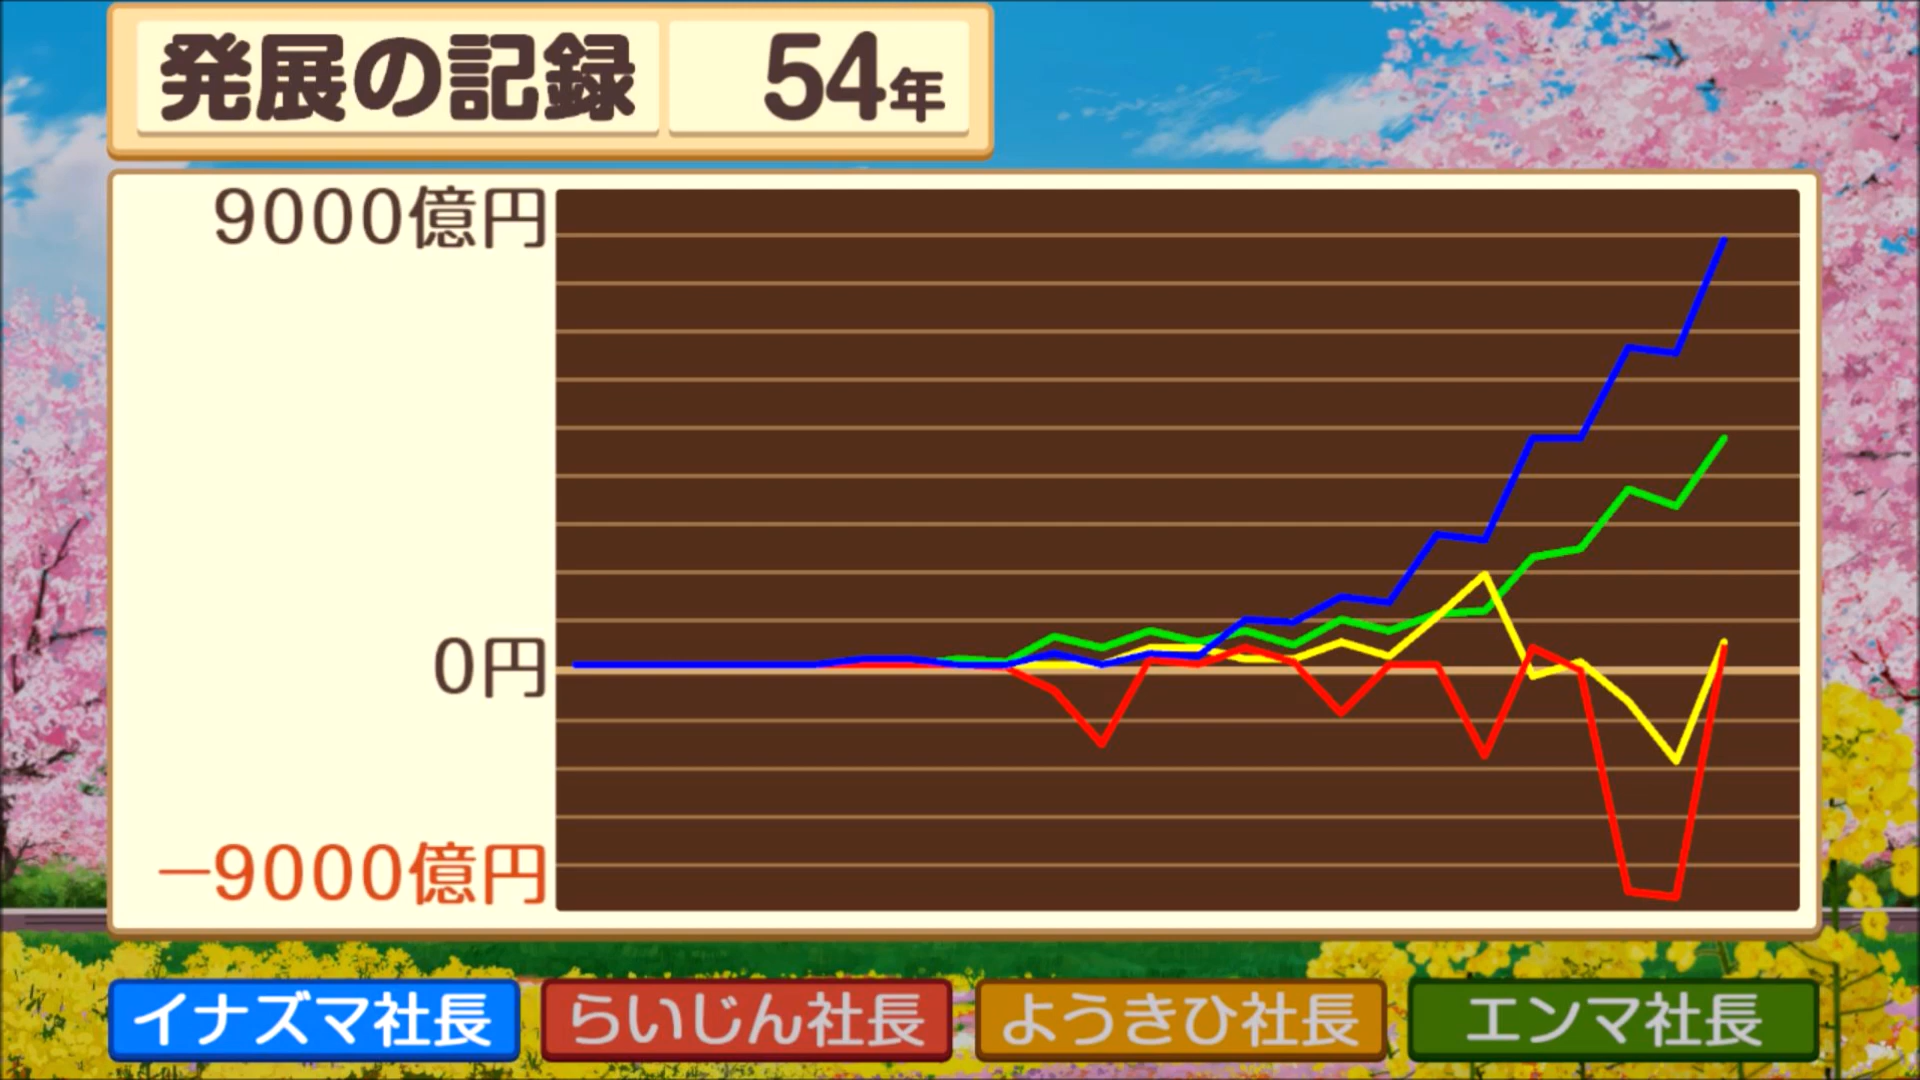 発展の記録 54年
9000億円
0円
−9000億円
イナズマ社長 らいじん社長 ようきひ社長 エンマ社長